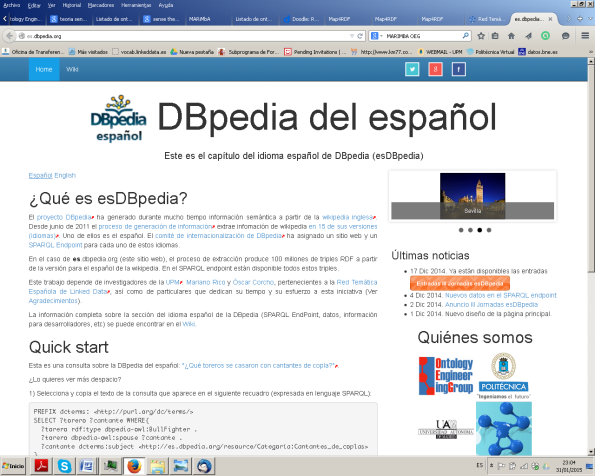 Archivo Editar Ver Historial Marcadores Herramientas Ayuda
teoría sen...
Listado de ont...
sense the...
MARiMbA
Listado de ont...
Doodle: R...
Map4RDF
Map4RDF
Map4RDF
Red Temá...
es.dbpedia...
es.dbpedia.org
MARIMBA OEG
Oficina de Transferen...
Más visitados
vocab.linkeddata.es
Nueva pestaña
Subprograma de For...
Pending Invitations (...
WEBMAIL - UPM
Politécnica Virtual
datos.bne.es
Home Wiki
DBpedia español
DBpedia del español
Este es el capítulo del idioma español de DBpedia (esDBpedia)
Español English
¿Qué es esDBpedia?
El proyecto DBpedia ha generado durante mucho tiempo información semántica a partir de la wikipedia inglesa.
Desde junio de 2011 el proceso de generación de información extrae infomación de wikipedia en 15 de sus versiones
(idiomas). Uno de ellos es el español. El comité de internacionalización de DBpedia ha asignado un sitio web y un
SPARQL Endpoint para cada uno de estos idiomas.
En el caso de es.dbpedia.org (este sitio web), el proceso de extracción produce 100 millones de triples RDF a partir
de la versión para el español de la wikipedia. En el SPARQL endpoint están disponible todos estos triples.
Este trabajo depende de investigadores de la UPM, Mariano Rico y Óscar Corcho, pertenecientes a la Red Temática
Española de Linked Data, así como de particulares que dedican su tiempo y su esfuerzo a esta iniciativa (Ver
Agradecimientos).
La información completa sobre la sección del idioma español de la DBpedia (SPARQL EndPoint, datos, información
para desarrolladores, etc) se puede encontrar en el Wiki.
Quick start
Esta es una consulta sobre la DBpedia del español: "¿Qué toreros se casaron con cantantes de copla?".
¿Lo quieres ver más despacio?
1) Selecciona y copia el texto de la consulta que aparece en el siguiente recuadro (expresada en lenguaje SPARQL):
PREFIX dcterms: <http://purl.org/dc/terms/>
SELECT ?torero ?cantante WHERE{
?torero rdf:type dbpedia-owl:BullFighter .
?torero dbpedia-owl:spouse ?cantante .
?cantante dcterms:subject <http://es.dbpedia.org/resource/Categoría:Cantantes_de_coplas>
}
Sevilla
Últimas noticias
17 Dic 2014. Ya están disponibles las entradas
Entradas III Jornadas esDBpedia
4 Dic 2014. Nuevos datos en el SPARQL endpoint
2 Dic 2014. Anuncio III Jornadas esDBpedia
1 Dic 2014. Nuevo diseño de la página principal.
Quiénes somos
Ontology
Engineering
Group
POLITÉCNICA
"Ingeniamos el futuro"
Inicio
ES
23:04
31/01/2015